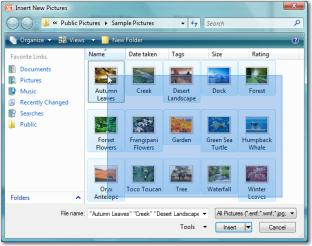 Insert New Pictures
« Public Pictures ▸ Sample Pictures
Search
Organize Views New Folder
Favorite Links
Name Date taken Tags Size Rating
Documents
Pictures
Music
Recently Changed
Searches
Public
Autumn Leaves
Creek
Desert Landscape
Dock
Forest
Forest Flowers
Frangipani Flowers
Garden
Green Sea Turtle
Humpback Whale
Oryx Antelope
Toco Toucan
Tree
Waterfall
Winter Leaves
Folders
File name: "Autumn Leaves" "Creek" "Desert Landscape
All Pictures (*.emf;*.wmf;*.jpg;
Tools
Insert
Cancel